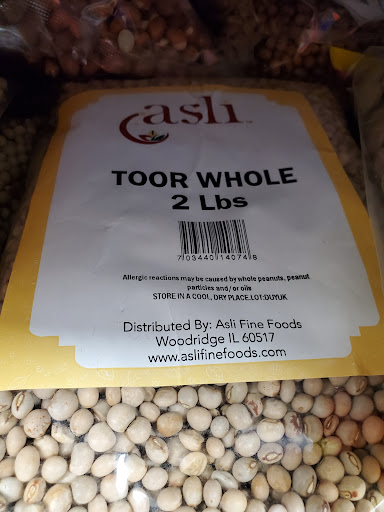 asli
TOOR WHOLE
2 Lbs
7 03440 14074 8
Allergic reactions may be caused by whole peanuts, peanut
particles and/or oils
STORE IN A COOL, DRY PLACE.LOT:DUYUK
Distributed By: Asli Fine Foods
Woodridge IL 60517
www.aslifinefoods.com